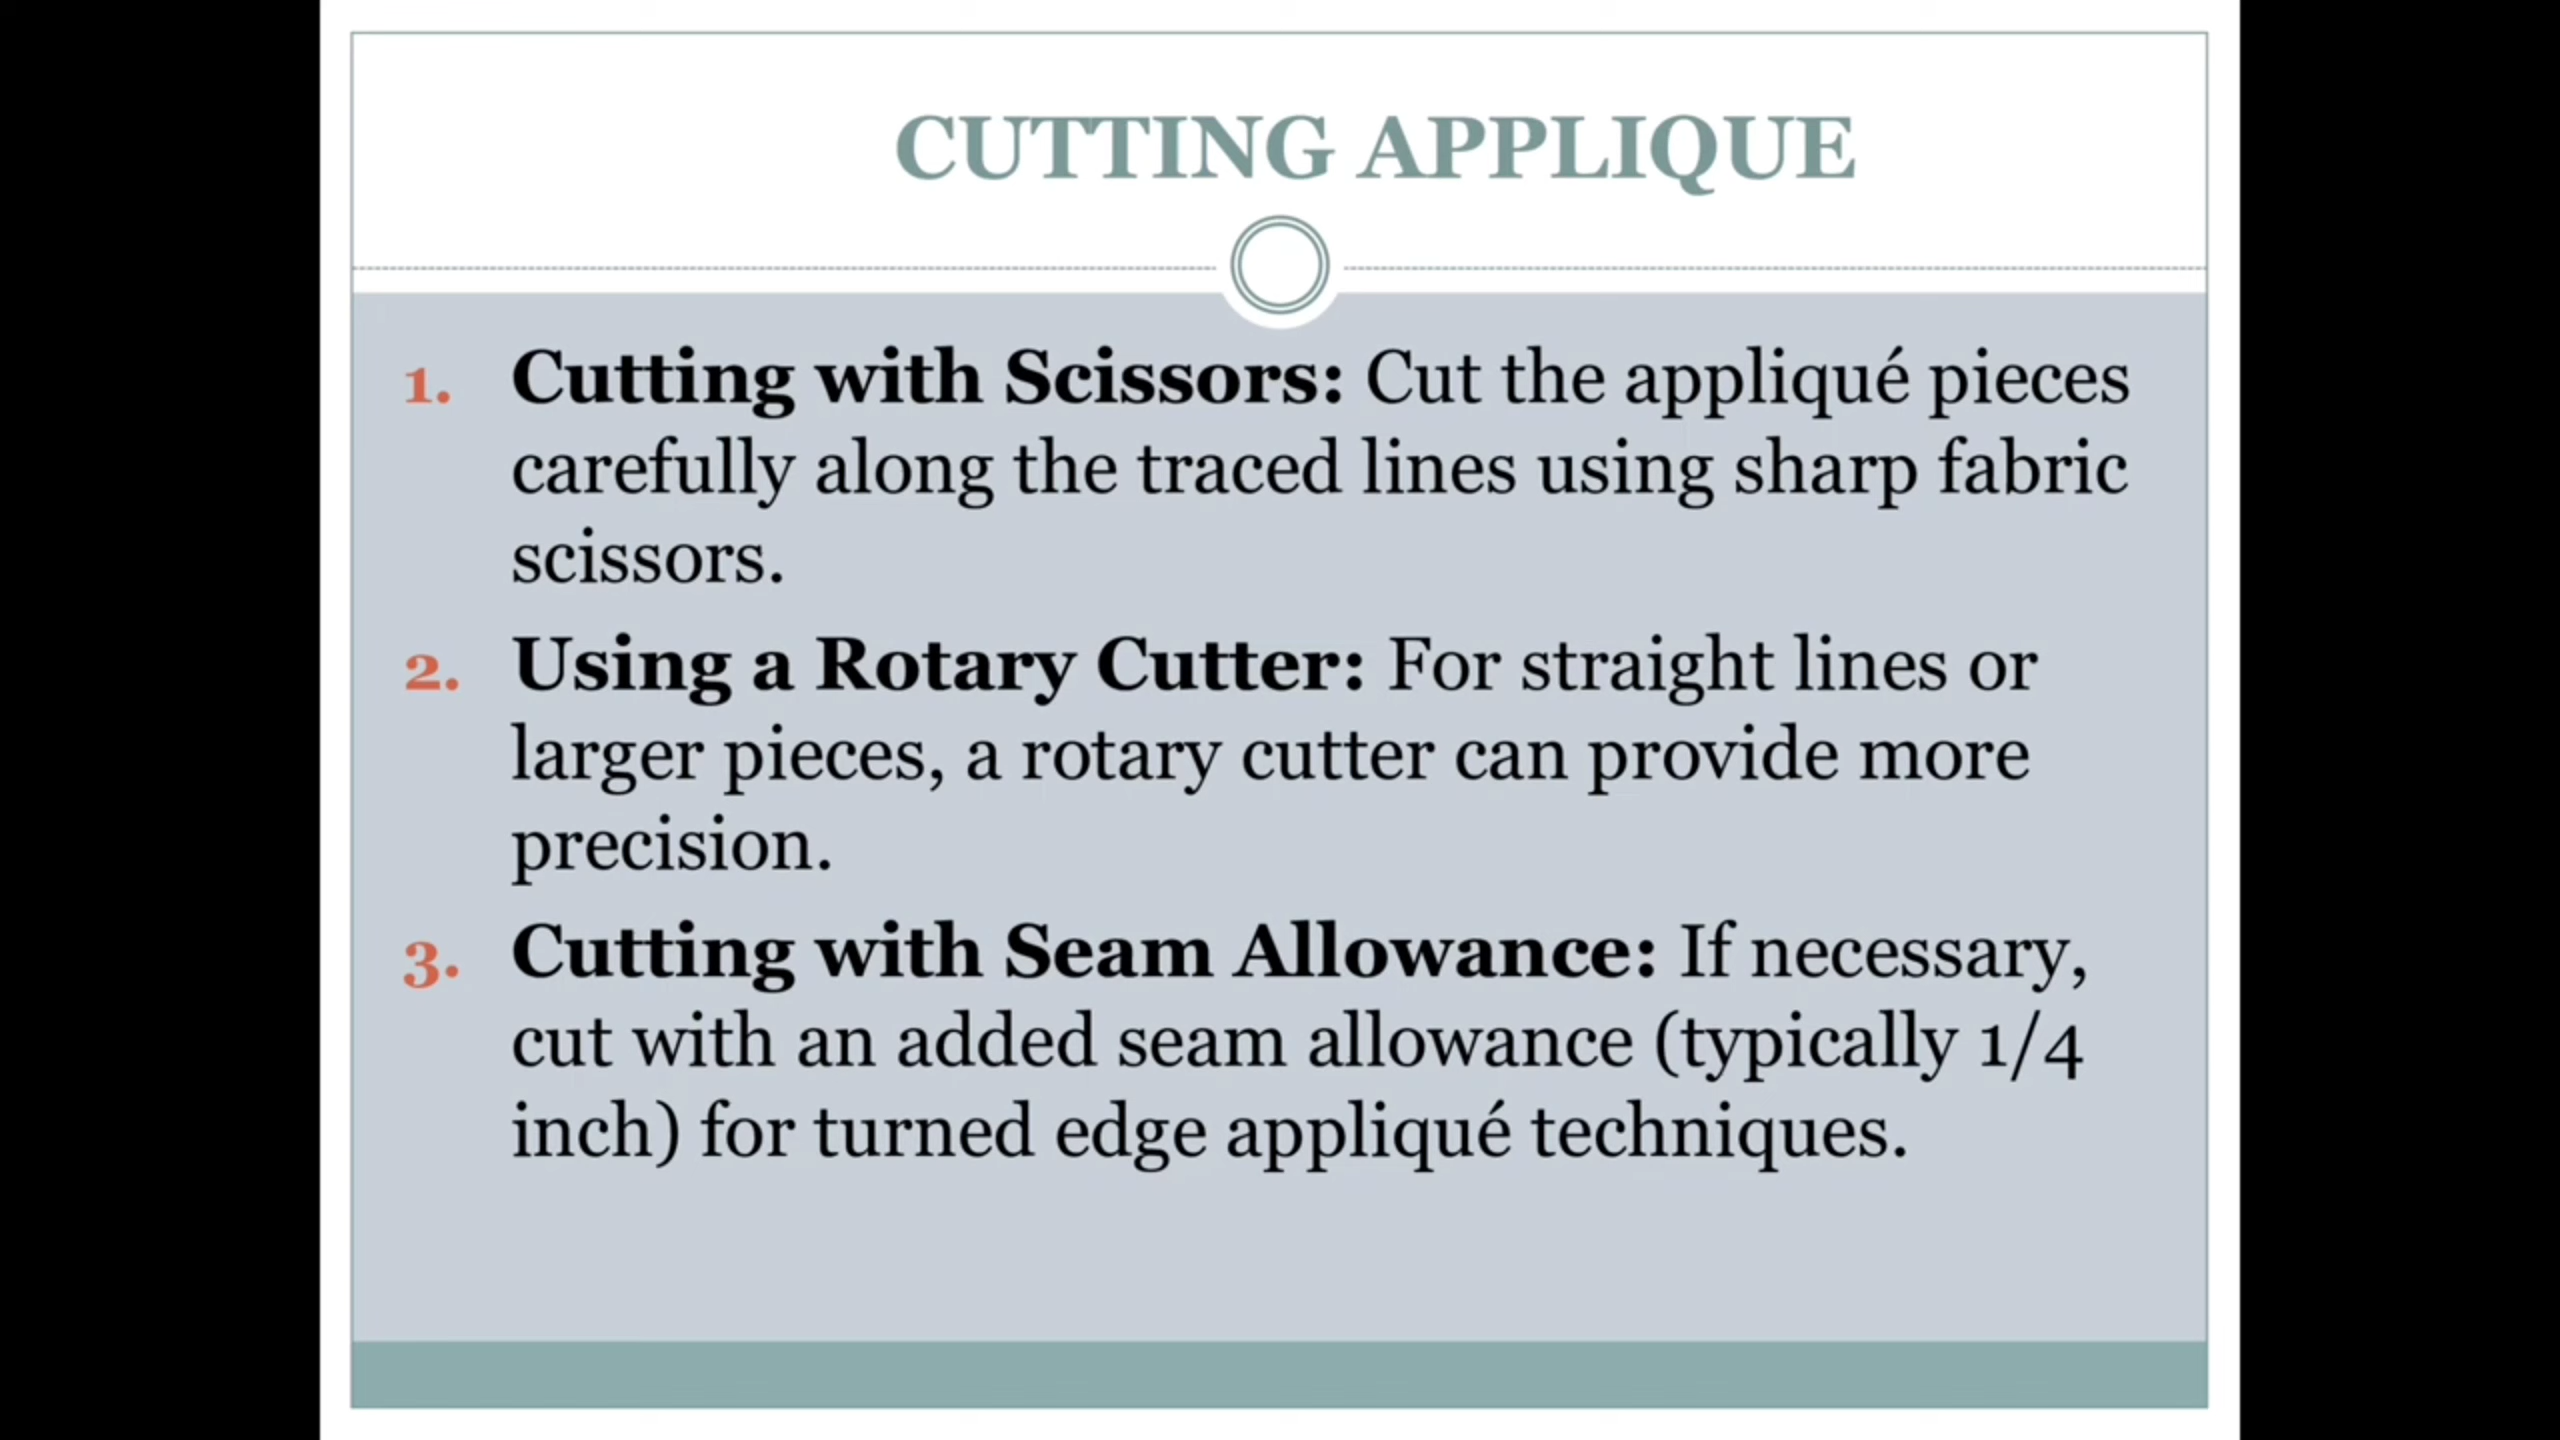 CUTTING APPLIQUE
1. Cutting with Scissors: Cut the appliqué pieces
carefully along the traced lines using sharp fabric
scissors.
2. Using a Rotary Cutter: For straight lines or
larger pieces, a rotary cutter can provide more
precision.
3. Cutting with Seam Allowance: If necessary,
cut with an added seam allowance (typically 1/4
inch) for turned edge appliqué techniques.